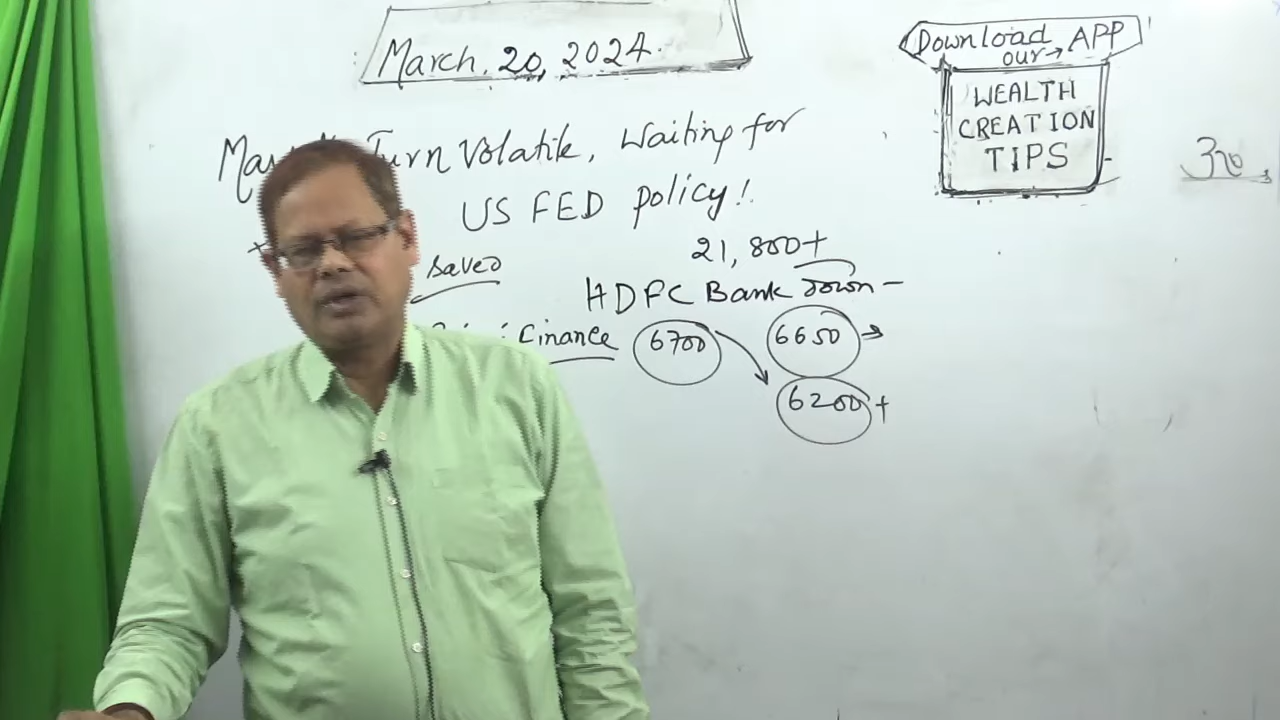 March. 20, 2024.
Download
our → APP
WEALTH
CREATION
TIPS
Turn Volatile, Waiting for
US FED policy!!
21,800+
saved
HDFC Bank Down -
Finance 6700 6650 →
6200 +